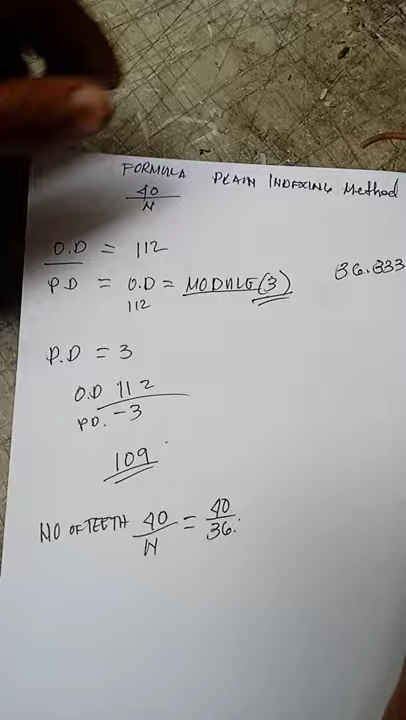 FORMULA PLAIN INDEXING Method
40
N
O.D = 112
P.D = O.D = MODULE(3)
112
36.333
P.D = 3
O.D 112
P.D. -3
109
NO OF TEETH 40/N = 40/36.